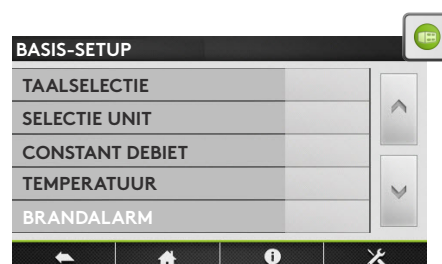 BASIS-SETUP
TAALSELECTIE
SELECTIE UNIT
CONSTANT DEBIET
TEMPERATUUR
BRANDALARM